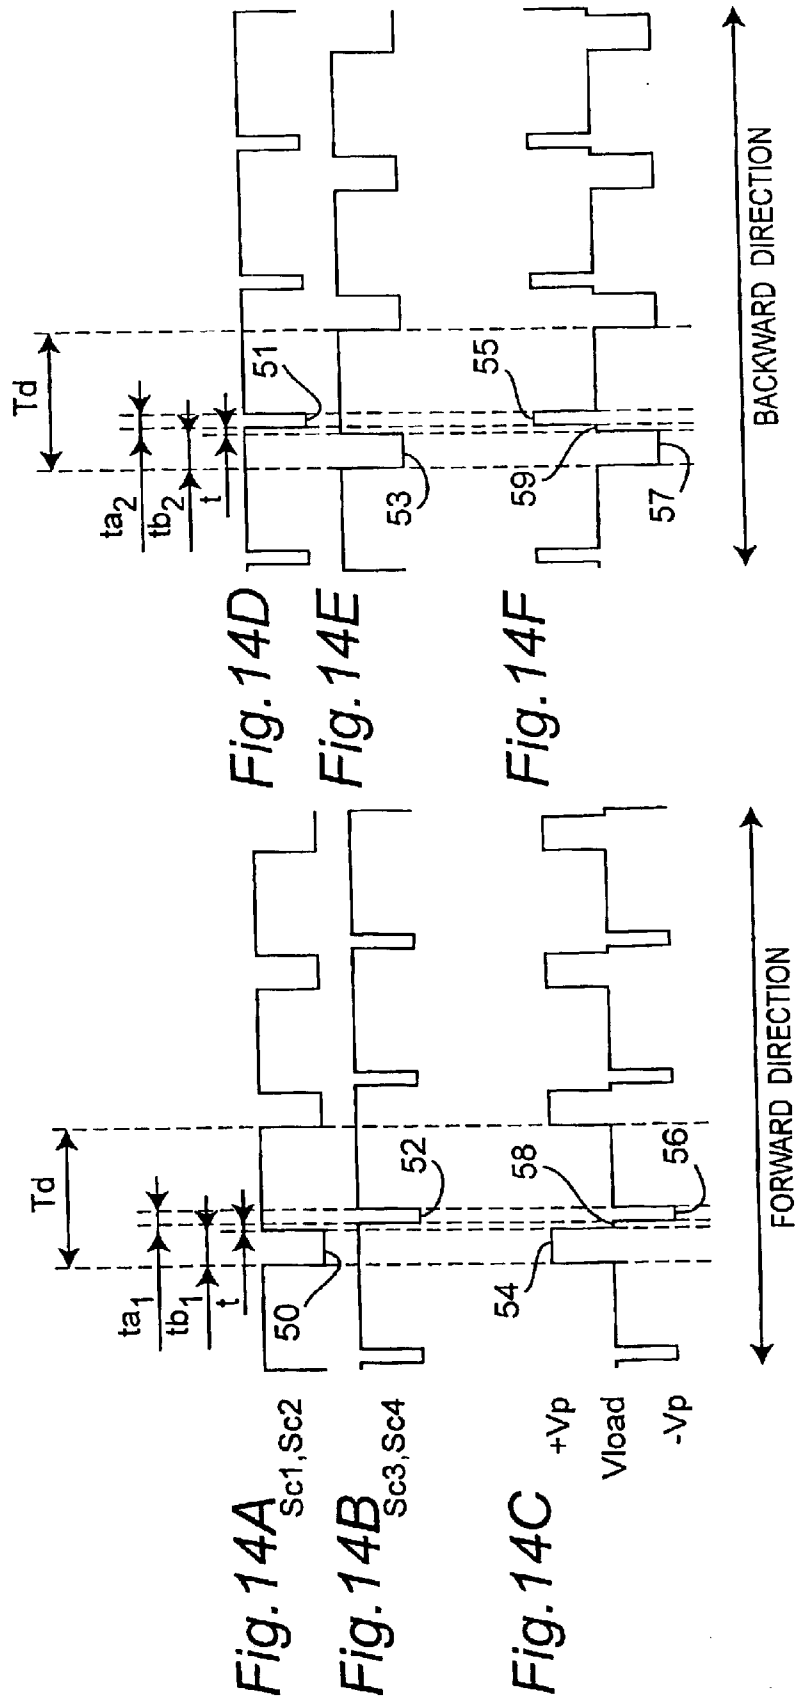 Fig.14A
Sc1,Sc2
ta1
tb1
t
Td
50
Fig.14B
Sc3,Sc4
52
Fig.14C
+Vp
Vload
-Vp
54
58
56
FORWARD DIRECTION
Fig.14D
ta2
tb2
t
Td
51
Fig.14E
53
Fig.14F
55
59
57
BACKWARD DIRECTION